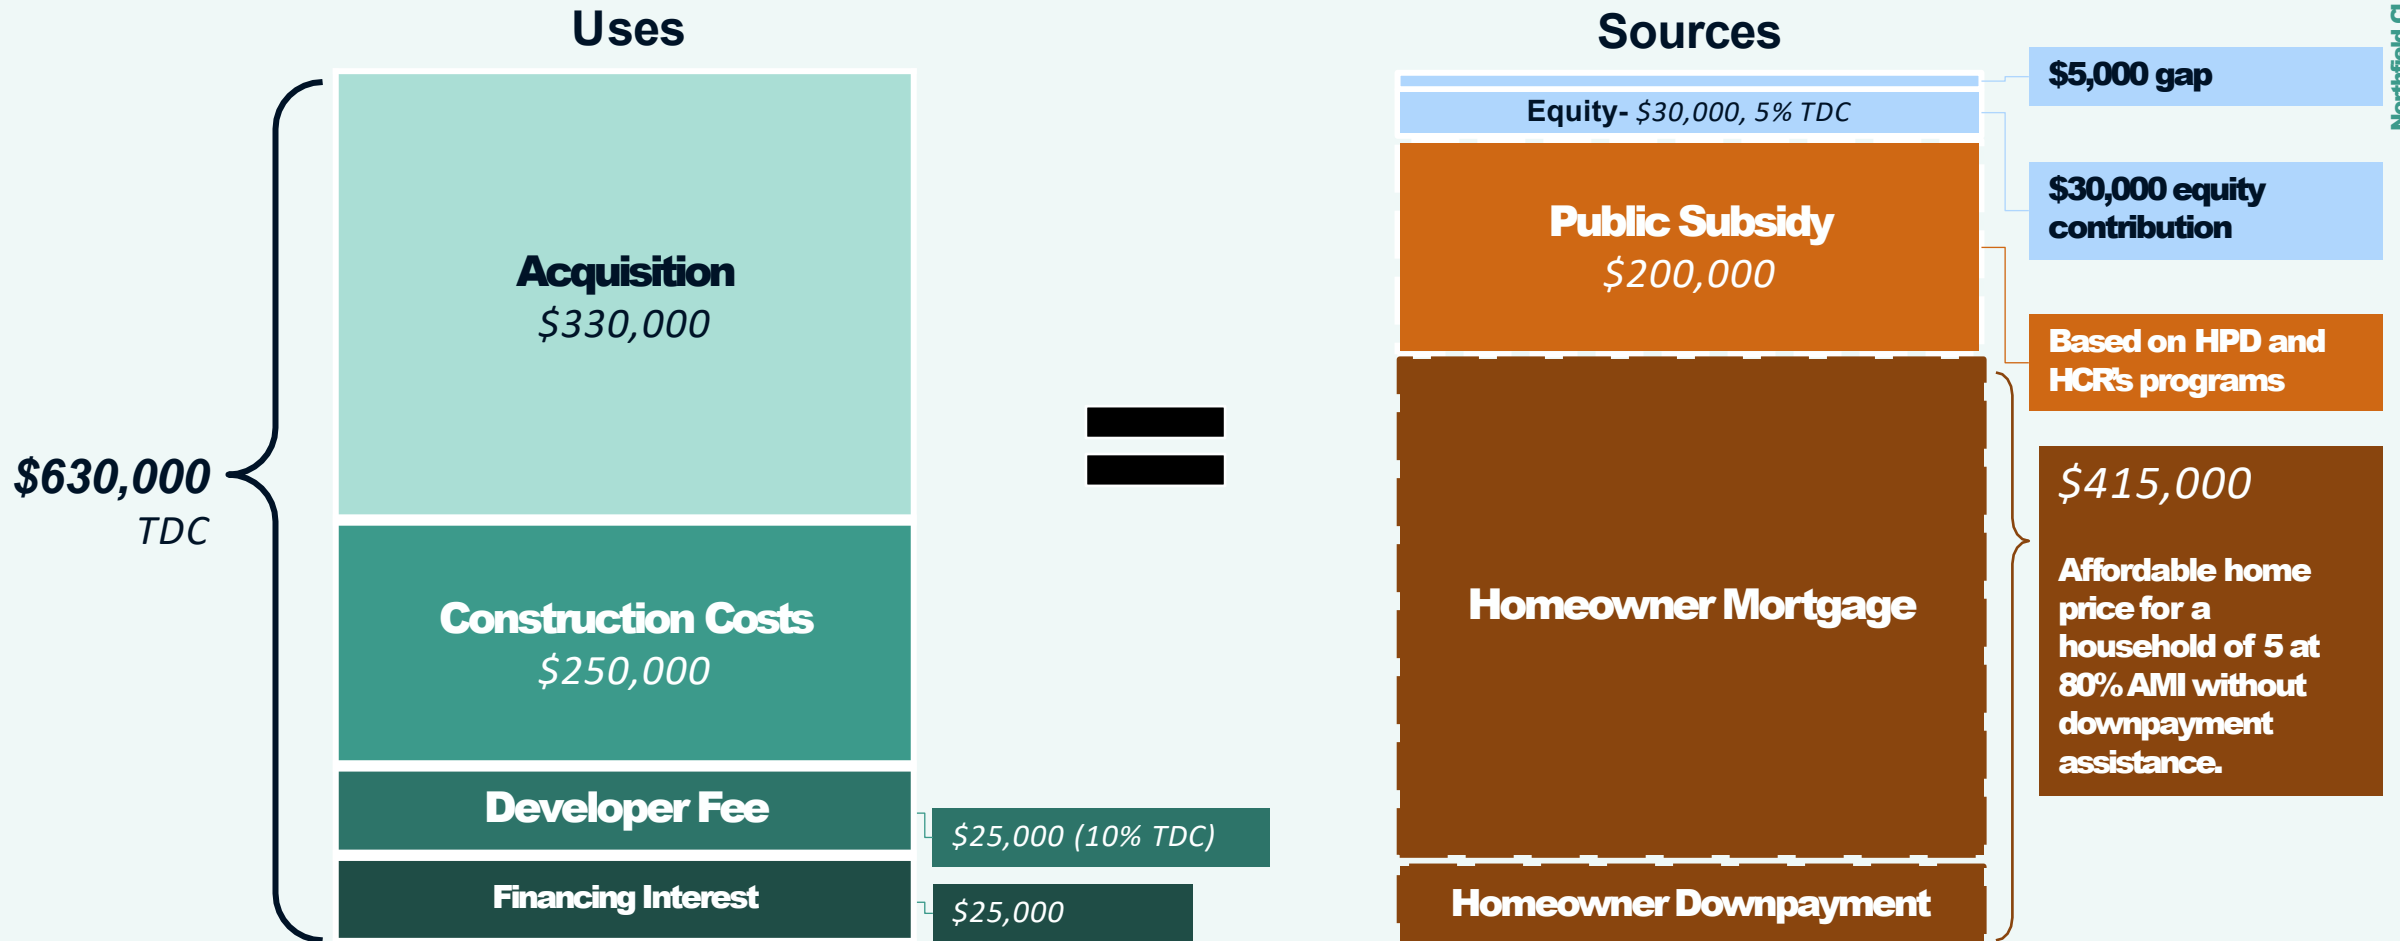 Uses
Acquisition
$330,000
Construction Costs
$250,000
Developer Fee
Financing Interest
$630,000
TDC
$25,000 (10% TDC)
$25,000
Sources
Equity- $30,000, 5% TDC
Public Subsidy
$200,000
Homeowner Mortgage
Homeowner Downpayment
$5,000 gap
$30,000 equity
contribution
Based on HPD and
HCR's programs
$415,000
Affordable home
price for a
household of 5 at
80% AMI without
downpayment
assistance.